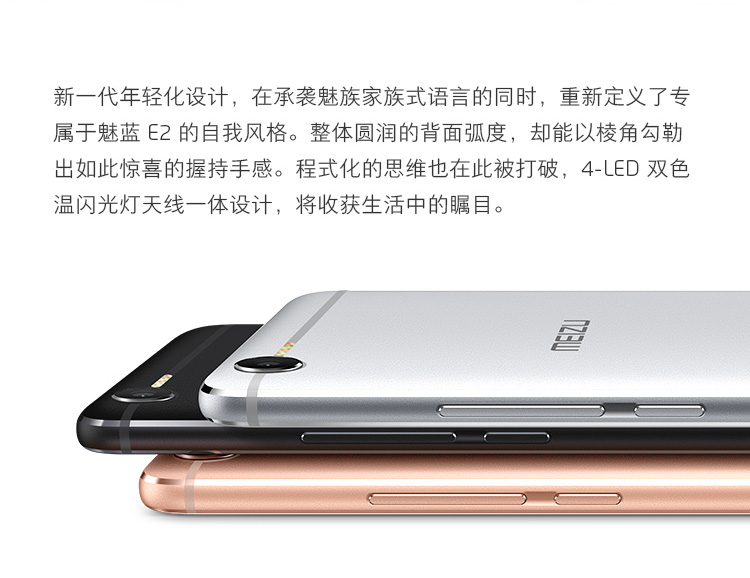 新一代年轻化设计，在承袭魅族家族式语言的同时，重新定义了专
属于魅蓝 E2 的自我风格。整体圆润的背面弧度，却能以棱角勾勒
出如此惊喜的握持手感。程式化的思维也在此被打破，4-LED 双色
温闪光灯天线一体设计，将收获生活中的瞩目。
MEIZU